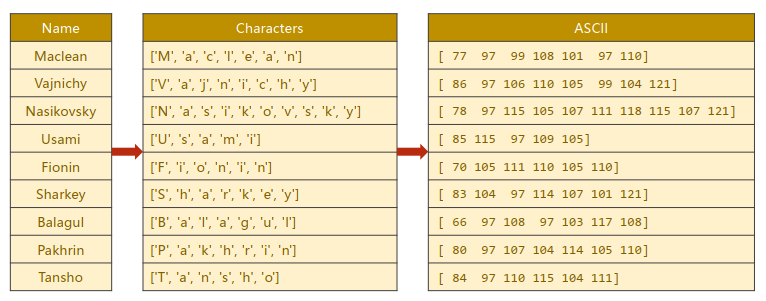 Name Characters ASCII
Maclean ['M', 'a', 'c', 'l', 'e', 'a', 'n'] [ 77 97 99 108 101 97 110]
Vajnichy ['V', 'a', 'j', 'n', 'i', 'c', 'h', 'y'] [ 86 97 106 110 105 99 104 121]
Nasikovsky ['N', 'a', 's', 'i', 'k', 'o', 'v', 's', 'k', 'y'] [ 78 97 115 105 107 111 118 115 107 121]
Usami ['U', 's', 'a', 'm', 'i'] [ 85 115 97 109 105]
Fionin ['F', 'i', 'o', 'n', 'i', 'n'] [ 70 105 111 110 105 110]
Sharkey ['S', 'h', 'a', 'r', 'k', 'e', 'y'] [ 83 104 97 114 107 101 121]
Balagul ['B', 'a', 'l', 'a', 'g', 'u', 'l'] [ 66 97 108 97 103 117 108]
Pakhrin ['P', 'a', 'k', 'h', 'r', 'i', 'n'] [ 80 97 107 104 114 105 110]
Tansho ['T', 'a', 'n', 's', 'h', 'o'] [ 84 97 110 115 104 111]